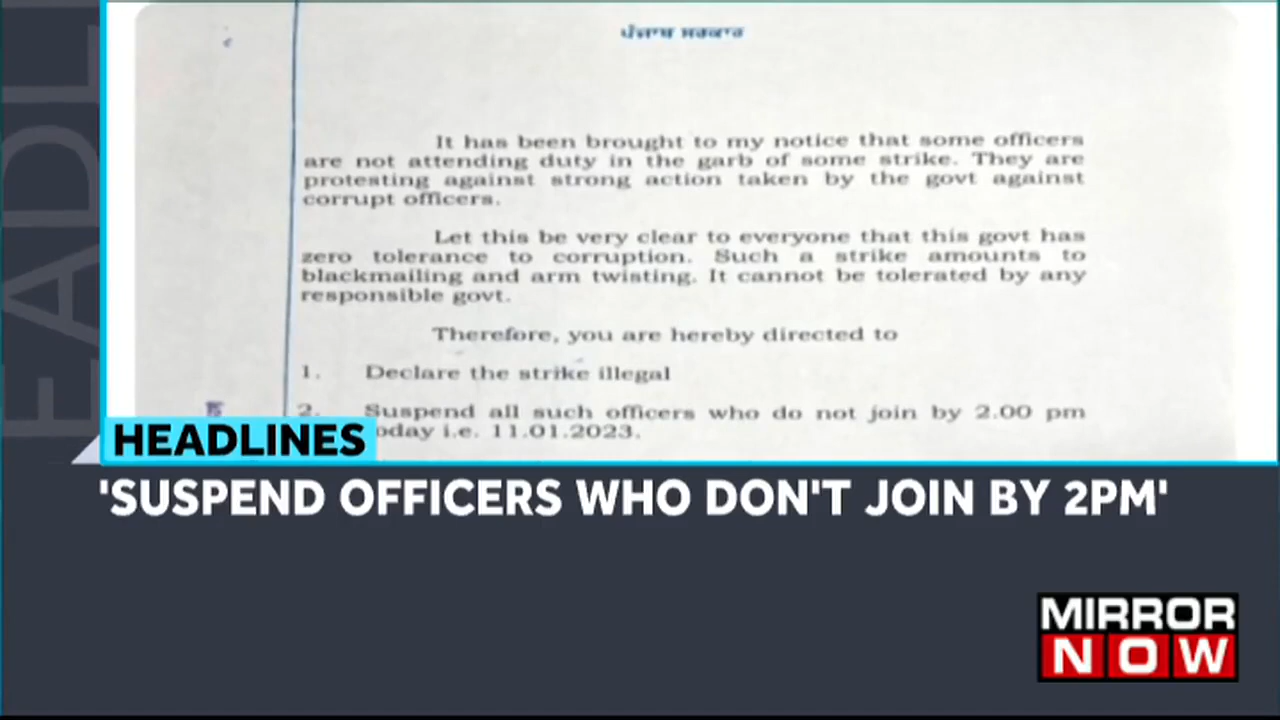 ਪੰਜਾਬ ਸਰਕਾਰ
It has been brought to my notice that some officers
are not attending duty in the garb of some strike. They are
protesting against strong action taken by the govt against
corrupt officers.
Let this be very clear to everyone that this govt has
zero tolerance to corruption. Such a strike amounts to
blackmailing and arm twisting. It cannot be tolerated by any
responsible govt.
Therefore, you are hereby directed to
1. Declare the strike illegal
2. Suspend all such officers who do not join by 2.00 pm
oday i.e. 11.01.2023.
HEADLINES
'SUSPEND OFFICERS WHO DON'T JOIN BY 2PM'
MIRROR
NOW
EADL